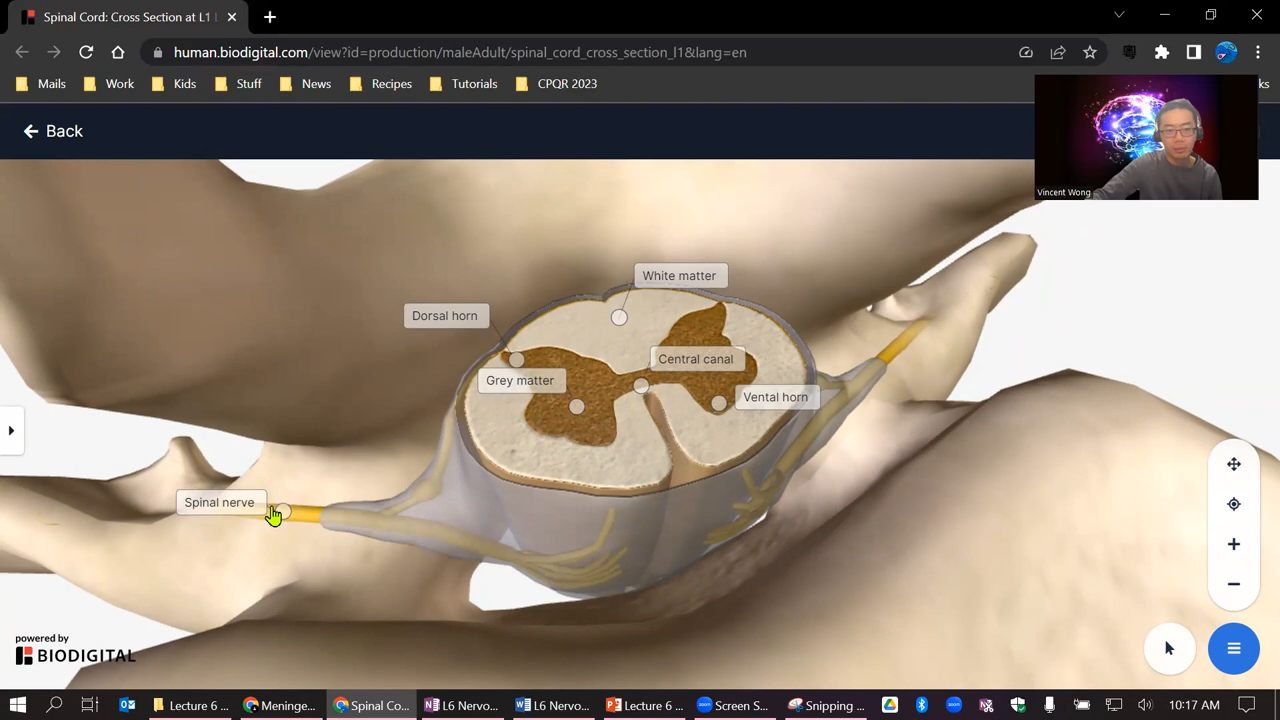 Spinal Cord: Cross Section at L1 L
human.biodigital.com/view?id=production/maleAdult/spinal_cord_cross_section_l1&lang=en
Mails Work Kids Stuff News Recipes Tutorials CPQR 2023 ks
Back
Vincent Wong
White matter
Dorsal horn
Central canal
Grey matter
Vental horn
Spinal nerve
powered by
BIODIGITAL
Lecture 6 ... Meninge... Spinal Co... L6 Nervo... L6 Nervo... Lecture 6 ... Screen S... Snipping ... 10:17 AM